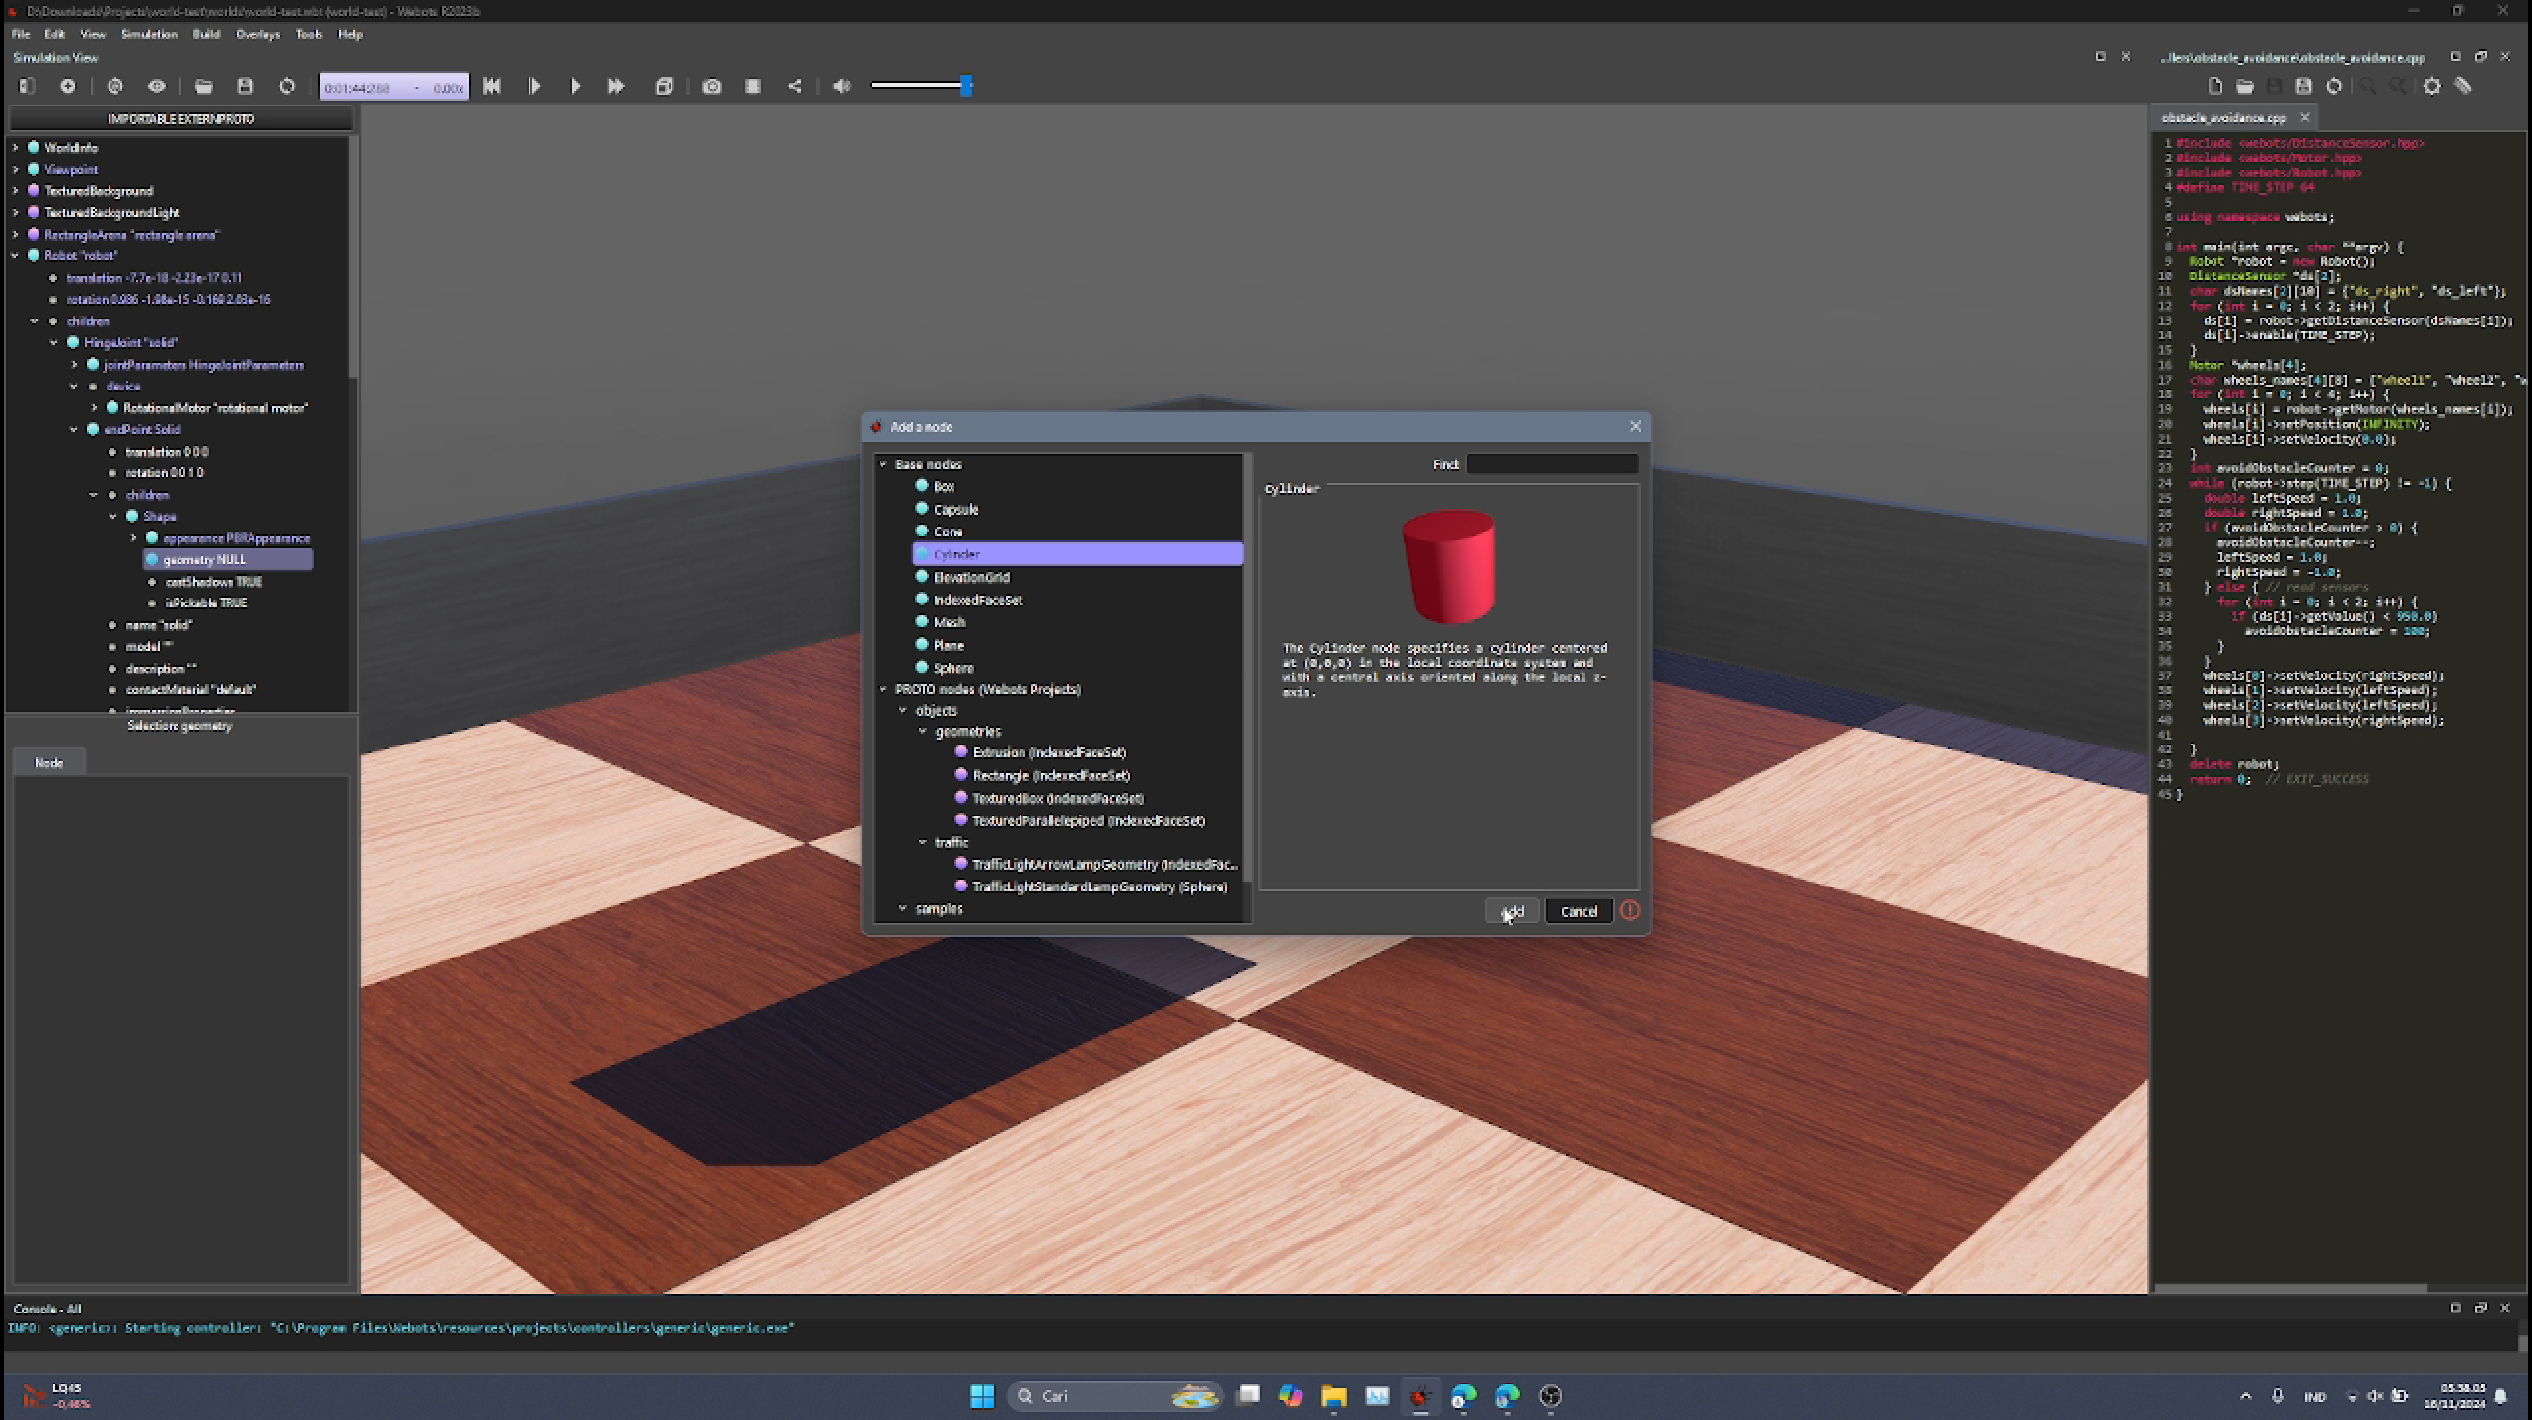 D:\Downloads\Projects\world-test\worlds\world-test.wbt (world-test) - Webots R2023b
File Edit View Simulation Build Overlays Tools Help
Simulation View
0:01:44:288 - 0.00x
IMPORTABLE EXTERNPROTO
WorldInfo
Viewpoint
TexturedBackground
TexturedBackgroundLight
RectangleArena "rectangle arena"
Robot "robot"
translation -7.7e-18 -2.23e-17 0.11
rotation 0.986 -1.98e-15 -0.169 2.03e-16
children
HingeJoint "solid"
jointParameters HingeJointParameters
device
RotationalMotor "rotational motor"
endPoint Solid
translation 0 0 0
rotation 0 0 1 0
children
Shape
appearance PBRAppearance
geometry NULL
castShadows TRUE
isPickable TRUE
name "solid"
model ""
description ""
contactMaterial "default"
immersionProperties
Selection: geometry
Node
Add a node
Base nodes
Box
Capsule
Cone
Cylinder
ElevationGrid
IndexedFaceSet
Mesh
Plane
Sphere
PROTO nodes (Webots Projects)
objects
geometries
Extrusion (IndexedFaceSet)
Rectangle (IndexedFaceSet)
TexturedBox (IndexedFaceSet)
TexturedParallelepiped (IndexedFaceSet)
traffic
TrafficLightArrowLampGeometry (IndexedFac...
TrafficLightStandardLampGeometry (Sphere)
samples
Find:
Cylinder
The Cylinder node specifies a cylinder centered
at (0,0,0) in the local coordinate system and
with a central axis oriented along the local z-
axis.
Add Cancel
...llers\obstacle_avoidance\obstacle_avoidance.cpp
obstacle_avoidance.cpp
1 #include <webots/DistanceSensor.hpp>
2 #include <webots/Motor.hpp>
3 #include <webots/Robot.hpp>
4 #define TIME_STEP 64
5
6 using namespace webots;
7
8 int main(int argc, char **argv) {
9 Robot *robot = new Robot();
10 DistanceSensor *ds[2];
11 char dsNames[2][10] = {"ds_right", "ds_left"};
12 for (int i = 0; i < 2; i++) {
13 ds[i] = robot->getDistanceSensor(dsNames[i]);
14 ds[i]->enable(TIME_STEP);
15 }
16 Motor *wheels[4];
17 char wheels_names[4][8] = {"wheel1", "wheel2", "w
18 for (int i = 0; i < 4; i++) {
19 wheels[i] = robot->getMotor(wheels_names[i]);
20 wheels[i]->setPosition(INFINITY);
21 wheels[i]->setVelocity(0.0);
22 }
23 int avoidObstacleCounter = 0;
24 while (robot->step(TIME_STEP) != -1) {
25 double leftSpeed = 1.0;
26 double rightSpeed = 1.0;
27 if (avoidObstacleCounter > 0) {
28 avoidObstacleCounter--;
29 leftSpeed = 1.0;
30 rightSpeed = -1.0;
31 } else { // read sensors
32 for (int i = 0; i < 2; i++) {
33 if (ds[i]->getValue() < 950.0)
34 avoidObstacleCounter = 100;
35 }
36 }
37 wheels[0]->setVelocity(rightSpeed);
38 wheels[1]->setVelocity(leftSpeed);
39 wheels[2]->setVelocity(leftSpeed);
40 wheels[3]->setVelocity(rightSpeed);
41
42 }
43 delete robot;
44 return 0; // EXIT_SUCCESS
45 }
Console - All
INFO: <generic>: Starting controller: "C:\Program Files\Webots\resources\projects\controllers\generic\generic.exe"
LQ45
-0,46%
Cari
IND
05.38.05
16/11/2024